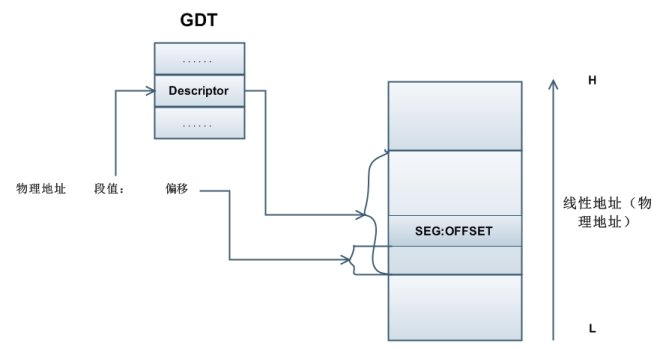 GDT
......
Descriptor
......
物理地址 段值： 偏移
H
SEG:OFFSET
线性地址（物
理地址）
L